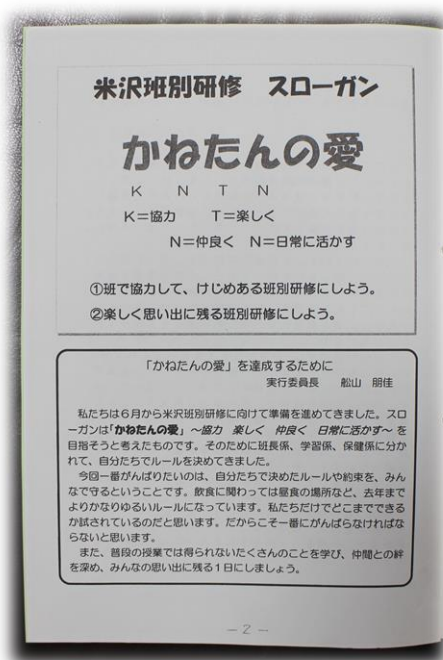 米沢班別研修　スローガン
かねたんの愛
K　N　T　N
K=協力　T=楽しく
N=仲良く　N=日常に活かす
①班で協力して、けじめある班別研修にしよう。
②楽しく思い出に残る班別研修にしよう。
「かねたんの愛」を達成するために
実行委員長　舩山　朋佳
私たちは6月から米沢班別研修に向けて準備を進めてきました。スロ
ーガンは「かねたんの愛」～協力　楽しく　仲良く　日常に活かす～を
目指そうと考えたものです。そのために班長係、学習係、保健係に分か
れて、自分たちでルールを決めてきました。
今回一番がんばりたいのは、自分たちで決めたルールや約束を、みん
なで守るということです。飲食に関わっては昼食の場所など、去年まで
よりかなりゆるいルールになっています。私たちだけでどこまでできる
か試されているのだと思います。だからこそ一番にがんばらなければな
らないと思います。
また、普段の授業では得られないたくさんのことを学び、仲間との絆
を深め、みんなの思い出に残る1日にしましょう。
－2－